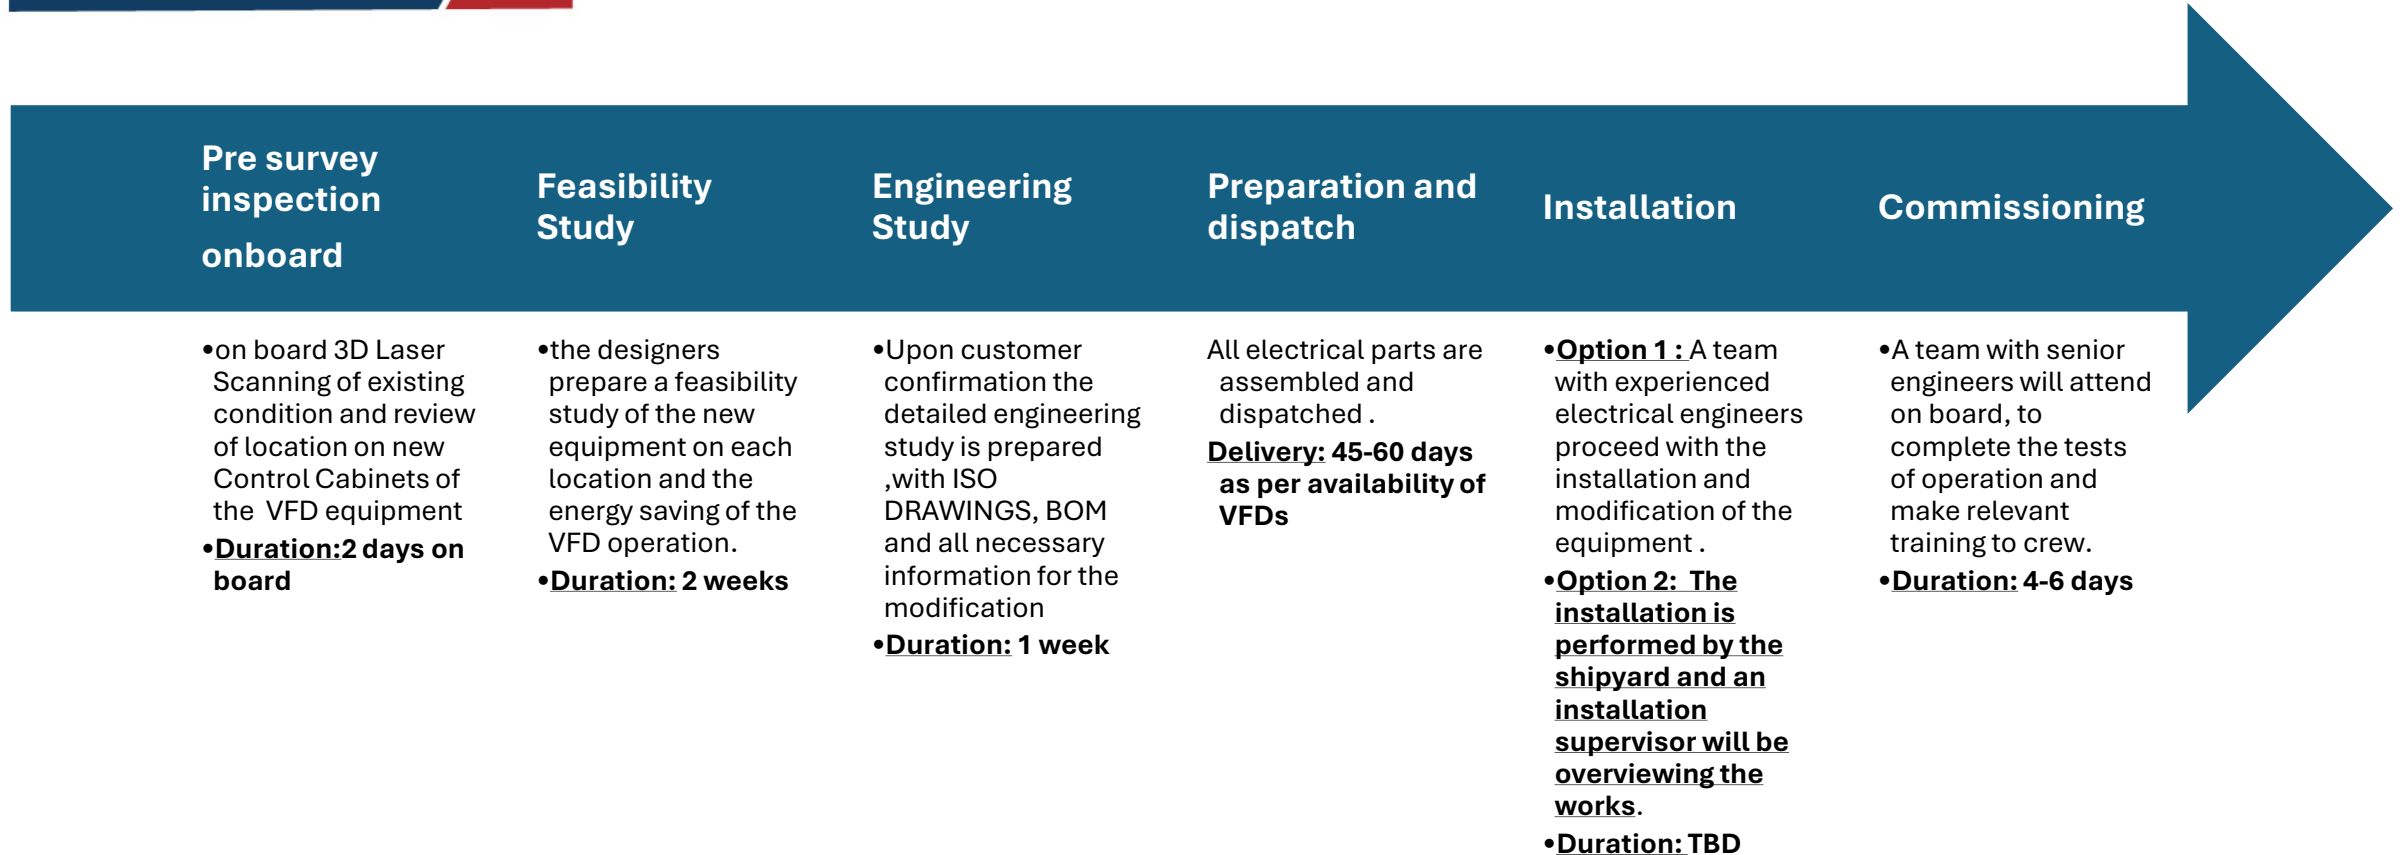 Pre survey
inspection
onboard
Feasibility
Study
Engineering
Study
Preparation and
dispatch
Installation
Commissioning
•on board 3D Laser
Scanning of existing
condition and review
of location on new
Control Cabinets of
the  VFD equipment
•Duration:2 days on
board
•the designers
prepare a feasibility
study of the new
equipment on each
location and the
energy saving of the
VFD operation.
•Duration: 2 weeks
•Upon customer
confirmation the
detailed engineering
study is prepared
,with ISO
DRAWINGS, BOM
and all necessary
information for the
modification
•Duration: 1 week
All electrical parts are
assembled and
dispatched .
Delivery: 45-60 days
as per availability of
VFDs
•Option 1 : A team
with experienced
electrical engineers
proceed with the
installation and
modification of the
equipment .
•Option 2:  The
installation is
performed by the
shipyard and an
installation
supervisor will be
overviewing the
works.
•Duration: TBD
•A team with senior
engineers will attend
on board, to
complete the tests
of operation and
make relevant
training to crew.
•Duration: 4-6 days